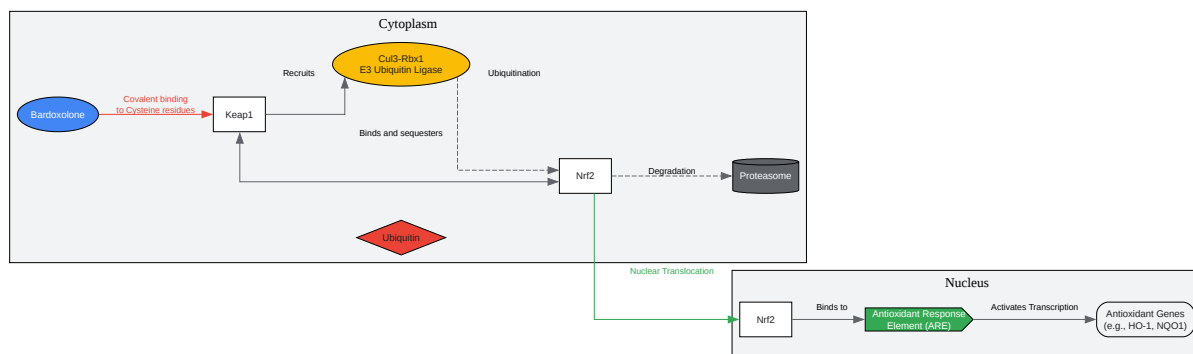 Cytoplasm
Cul3-Rbx1
E3 Ubiquitin Ligase
Recruits
Ubiquitination
Covalent binding
to Cysteine residues
Bardoxolone
Keap1
Binds and sequesters
Nrf2
Degradation
Proteasome
Ubiquitin
Nuclear Translocation
Nucleus
Nrf2
Binds to
Antioxidant Response
Element (ARE)
Activates Transcription
Antioxidant Genes
(e.g., HO-1, NQO1)